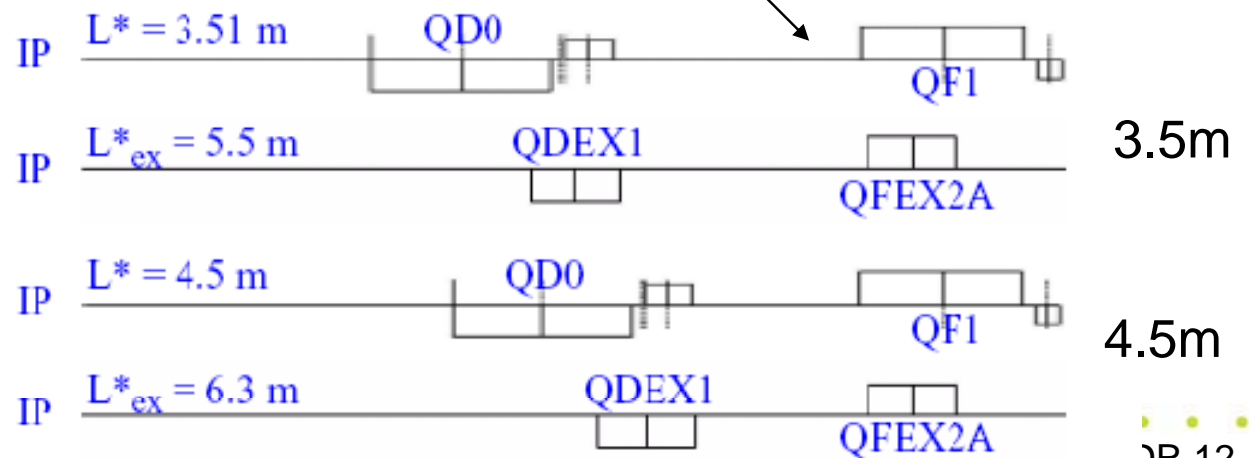 IP L* = 3.51 m QD0
QF1
3.5m
IP L*ex = 5.5 m QDEX1
QFEX2A
IP L* = 4.5 m QD0
QF1
4.5m
IP L*ex = 6.3 m QDEX1
QFEX2A